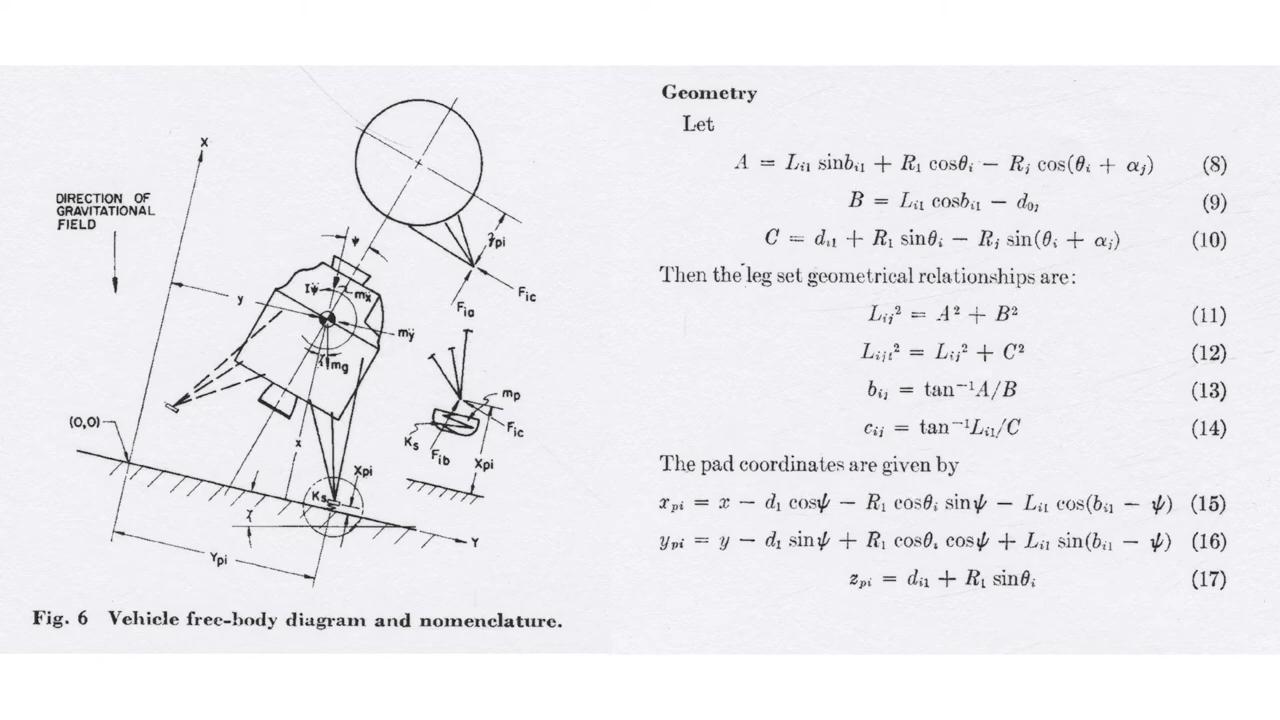 X
DIRECTION OF
GRAVITATIONAL
FIELD
ψ
zpi
Fic
Fia
Iψ̈
mẍ
y
mÿ
mg
mp
(0,0)
x
Ks
Fic
Fib
Xpi
Xpi
Ks
Y
Ypi
Fig. 6 Vehicle free-body diagram and nomenclature.
Geometry
Let
A = Lᵢ₁ sinbᵢ₁ + R₁ cosθᵢ − Rⱼ cos(θᵢ + αⱼ) (8)
B = Lᵢ₁ cosbᵢ₁ − d₀ⱼ (9)
C = dᵢ₁ + R₁ sinθᵢ − Rⱼ sin(θᵢ + αⱼ) (10)
Then the leg set geometrical relationships are:
Lᵢⱼ² = A² + B² (11)
Lᵢⱼₜ² = Lᵢⱼ² + C² (12)
bᵢⱼ = tan⁻¹A/B (13)
cᵢⱼ = tan⁻¹Lᵢ₁/C (14)
The pad coordinates are given by
xₚᵢ = x − d₁ cosψ − R₁ cosθᵢ sinψ − Lᵢ₁ cos(bᵢ₁ − ψ) (15)
yₚᵢ = y − d₁ sinψ + R₁ cosθᵢ cosψ + Lᵢ₁ sin(bᵢ₁ − ψ) (16)
zₚᵢ = dᵢ₁ + R₁ sinθᵢ (17)